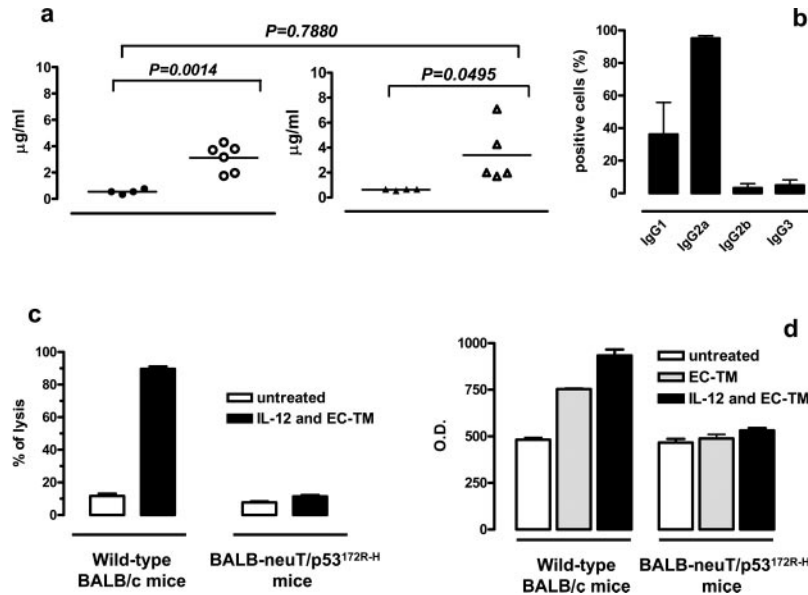 a
P=0.7880
P=0.0014
10
8
6
4
2
0
µg/ml
P=0.0495
10
8
6
4
2
0
µg/ml
b
100
80
60
40
20
0
positive cells (%)
IgG1
IgG2a
IgG2b
IgG3
c
100
80
60
40
20
0
% of lysis
untreated
IL-12 and EC-TM
Wild-type
BALB/c mice
BALB-neuT/p53172R-H
mice
d
1000
750
500
250
0
O.D.
untreated
EC-TM
IL-12 and EC-TM
Wild-type
BALB/c mice
BALB-neuT/p53172R-H
mice